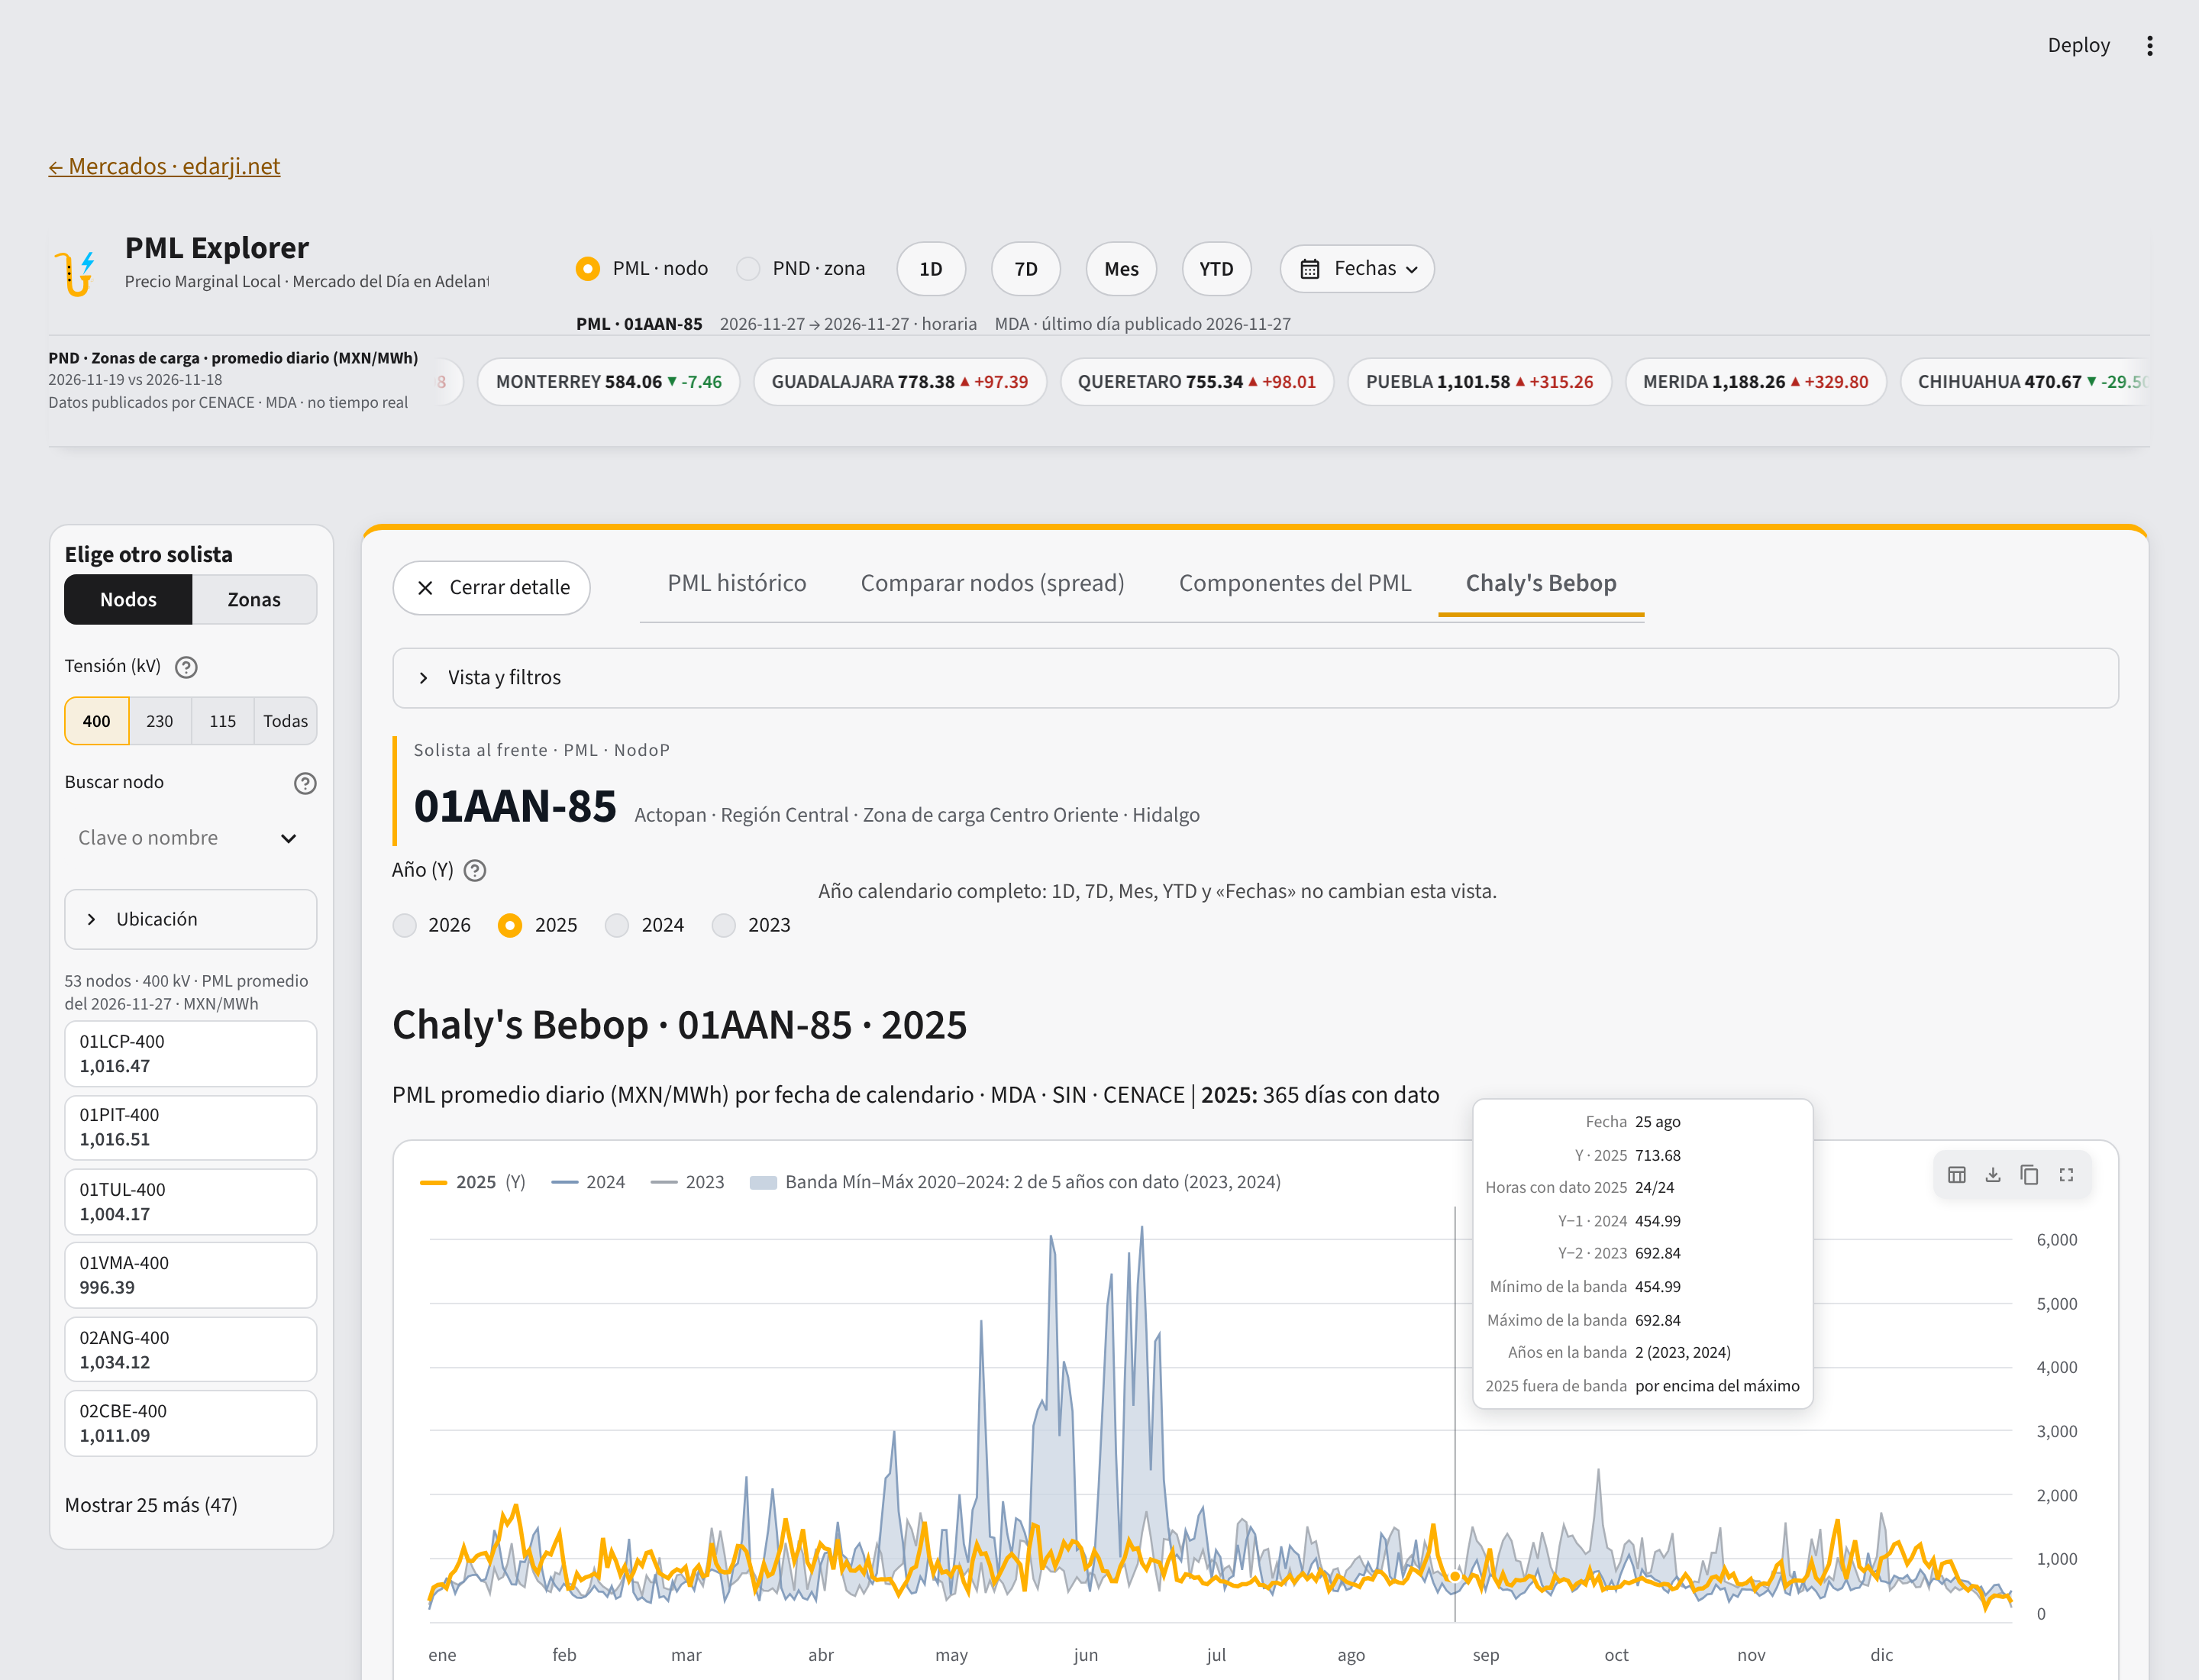 Deploy
← Mercados · edarji.net
PML Explorer
Precio Marginal Local · Mercado del Día en Adelant
PML · nodo PND · zona 1D 7D Mes YTD Fechas
PML · 01AAN-85 2026-11-27 → 2026-11-27 · horaria MDA · último día publicado 2026-11-27
PND · Zonas de carga · promedio diario (MXN/MWh)
2026-11-19 vs 2026-11-18
Datos publicados por CENACE · MDA · no tiempo real
8 MONTERREY 584.06 ▼ -7.46 GUADALAJARA 778.38 ▲ +97.39 QUERETARO 755.34 ▲ +98.01 PUEBLA 1,101.58 ▲ +315.26 MERIDA 1,188.26 ▲ +329.80 CHIHUAHUA 470.67 ▼ -29.50
Elige otro solista
Nodos Zonas
Tensión (kV)
400 230 115 Todas
Buscar nodo
Clave o nombre
Ubicación
53 nodos · 400 kV · PML promedio
del 2026-11-27 · MXN/MWh
01LCP-400
1,016.47
01PIT-400
1,016.51
01TUL-400
1,004.17
01VMA-400
996.39
02ANG-400
1,034.12
02CBE-400
1,011.09
Mostrar 25 más (47)
Cerrar detalle
PML histórico Comparar nodos (spread) Componentes del PML Chaly's Bebop
Vista y filtros
Solista al frente · PML · NodoP
01AAN-85 Actopan · Región Central · Zona de carga Centro Oriente · Hidalgo
Año (Y)
2026 2025 2024 2023
Año calendario completo: 1D, 7D, Mes, YTD y «Fechas» no cambian esta vista.
Chaly's Bebop · 01AAN-85 · 2025
PML promedio diario (MXN/MWh) por fecha de calendario · MDA · SIN · CENACE | 2025: 365 días con dato
2025 (Y) 2024 2023 Banda Mín–Máx 2020–2024: 2 de 5 años con dato (2023, 2024)
Fecha 25 ago
Y · 2025 713.68
Horas con dato 2025 24/24
Y−1 · 2024 454.99
Y−2 · 2023 692.84
Mínimo de la banda 454.99
Máximo de la banda 692.84
Años en la banda 2 (2023, 2024)
2025 fuera de banda por encima del máximo
6,000
5,000
4,000
3,000
2,000
1,000
0
ene feb mar abr may jun jul ago sep oct nov dic